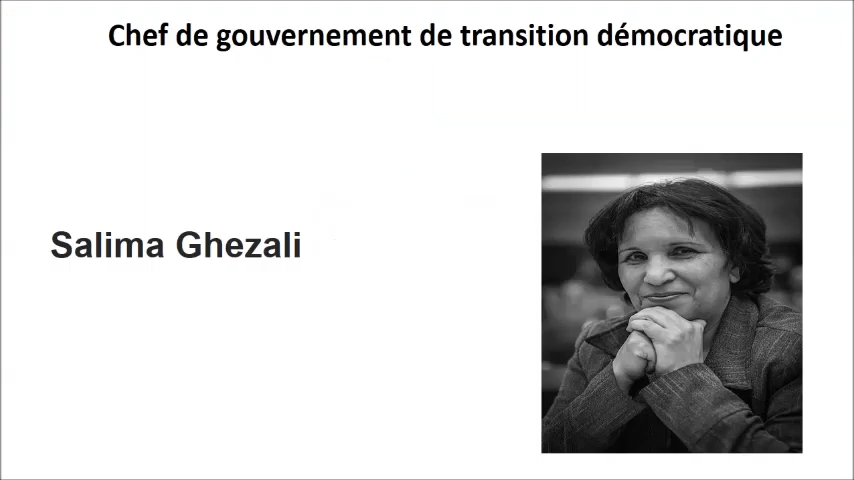 Chef de gouvernement de transition démocratique
Salima Ghezali